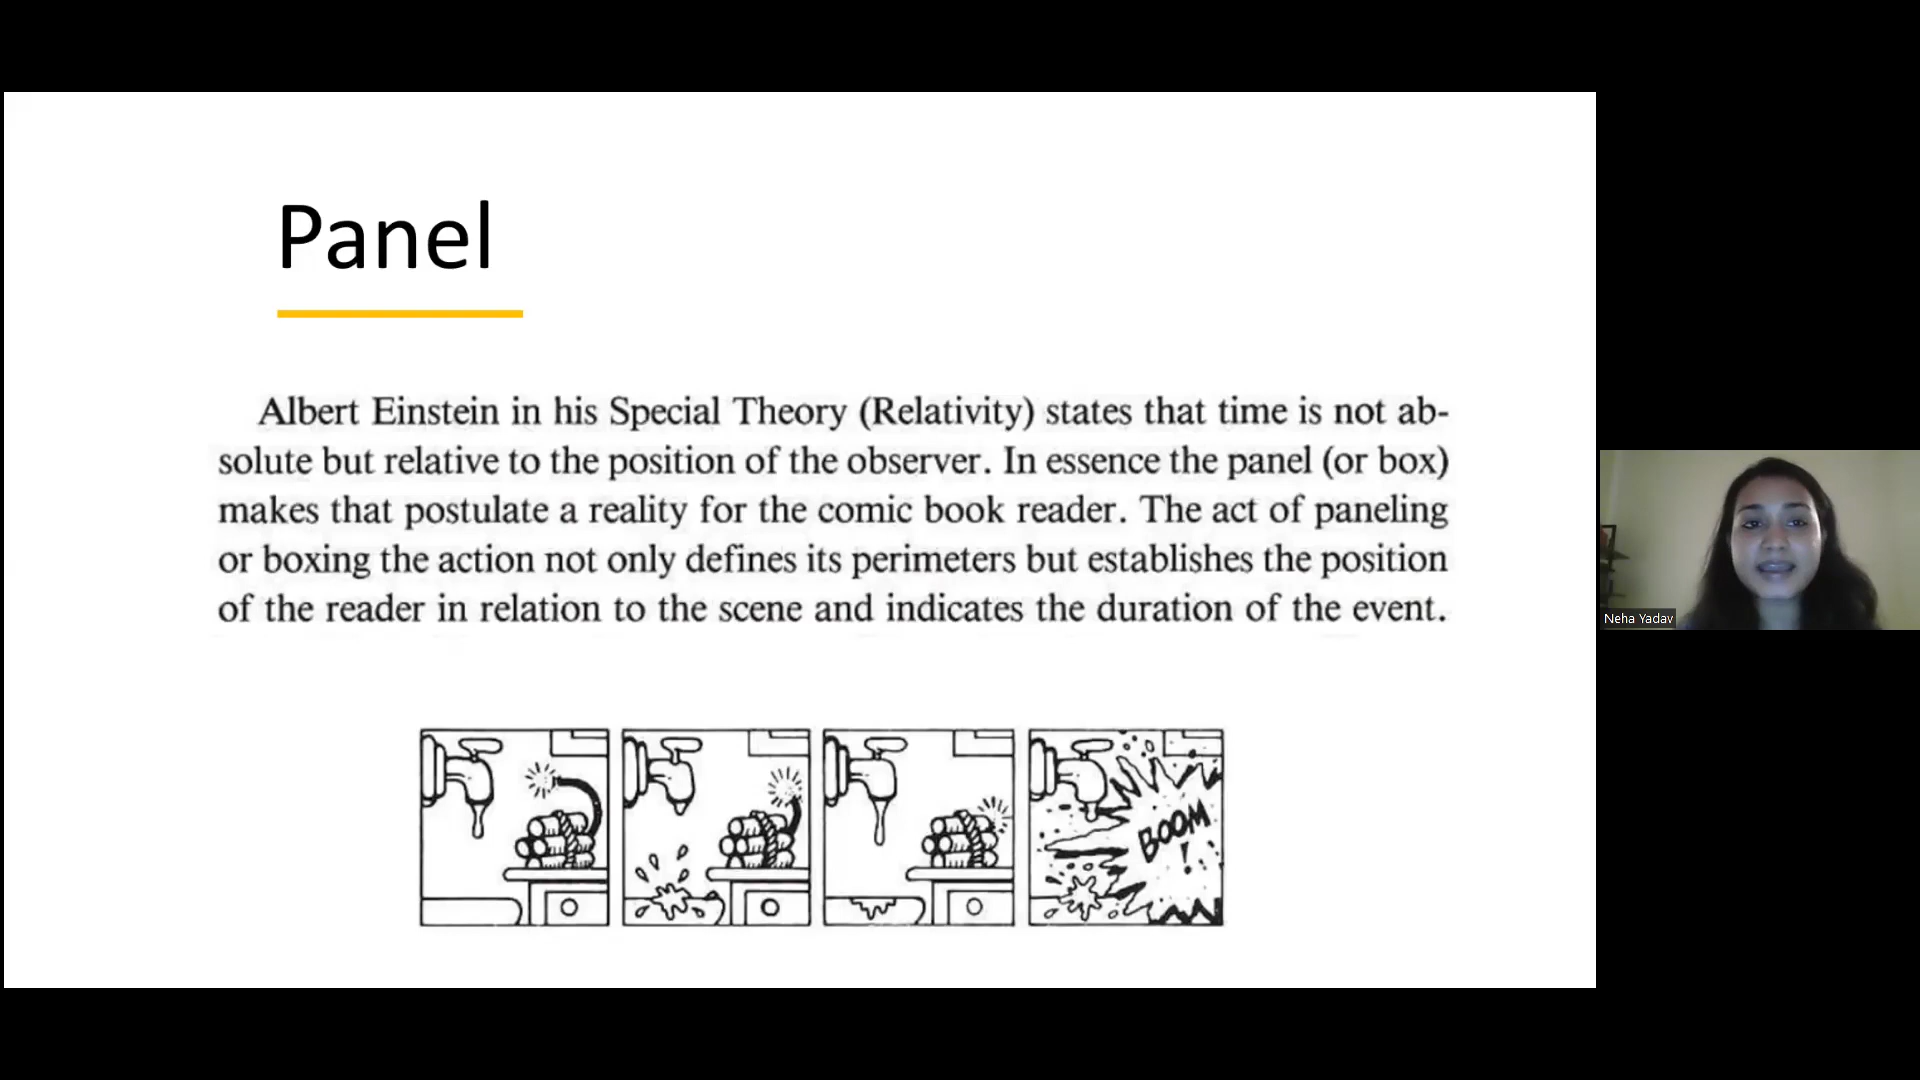 Panel
Albert Einstein in his Special Theory (Relativity) states that time is not ab-
solute but relative to the position of the observer. In essence the panel (or box)
makes that postulate a reality for the comic book reader. The act of paneling
or boxing the action not only defines its perimeters but establishes the position
of the reader in relation to the scene and indicates the duration of the event.
BOOM
!
Neha Yadav